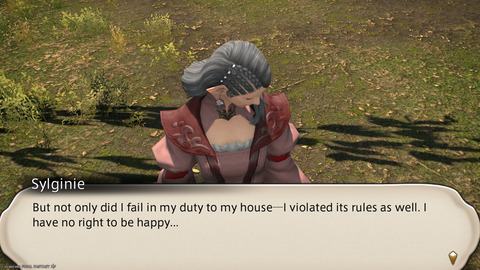 Sylginie
But not only did I fail in my duty to my house—I violated its rules as well. I
have no right to be happy...